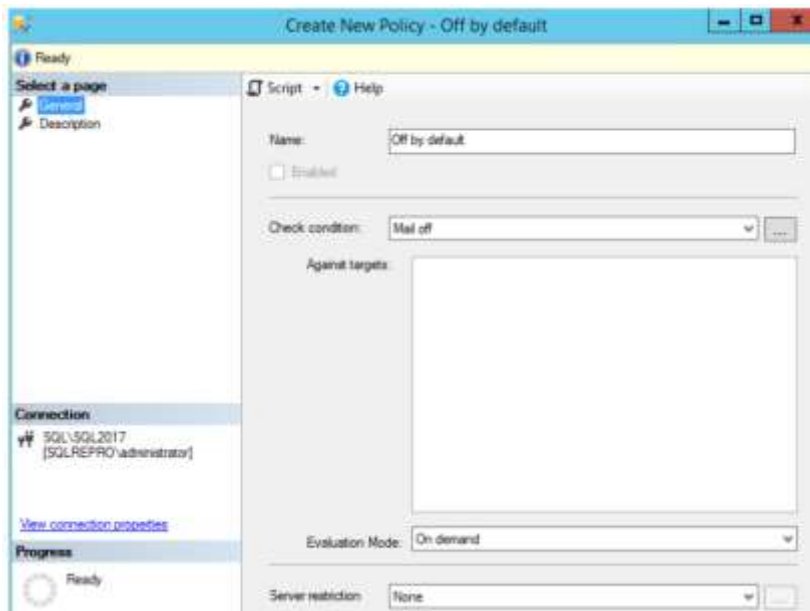 Create New Policy - Off by default
Ready
Select a page
General
Description
Script
Help
Name:
Off by default
Enabled
Check condition:
Mail off
...
Against targets:
Evaluation Mode:
On demand
Server restriction:
None
...
Connection
SQL\SQL2017
[SQLREPRO\administrator]
View connection properties
Progress
Ready